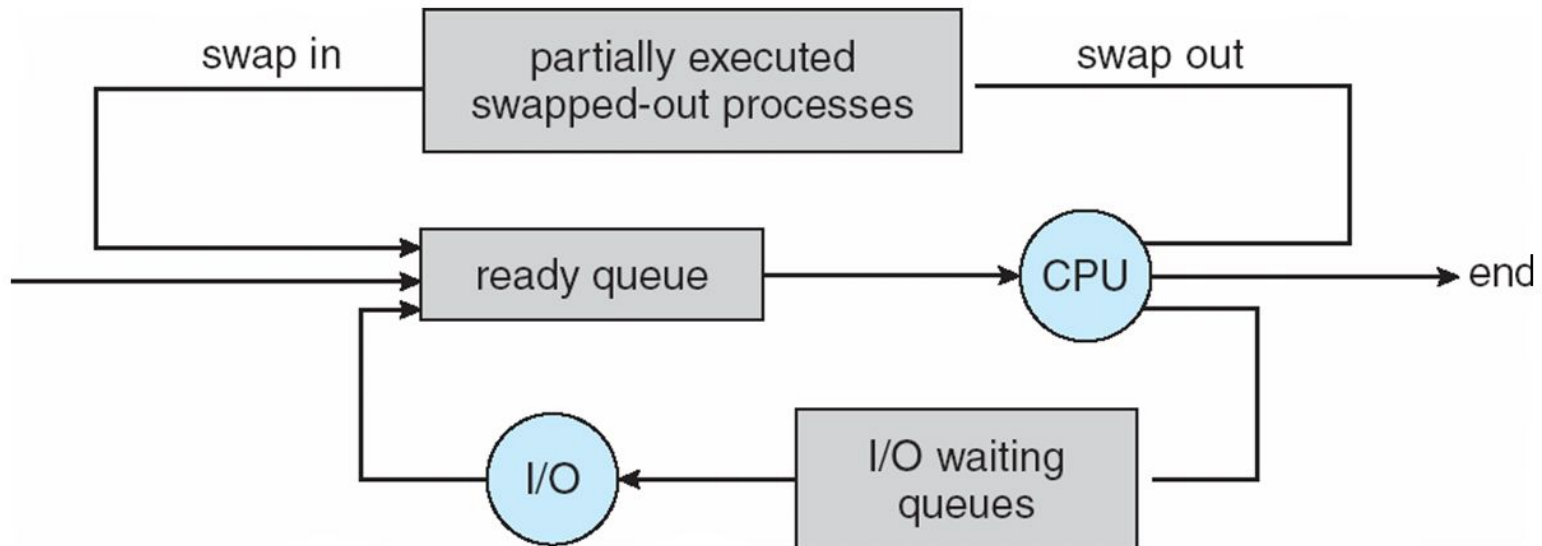 swap in
partially executed
swapped-out processes
swap out
ready queue
CPU
end
I/O
I/O waiting
queues